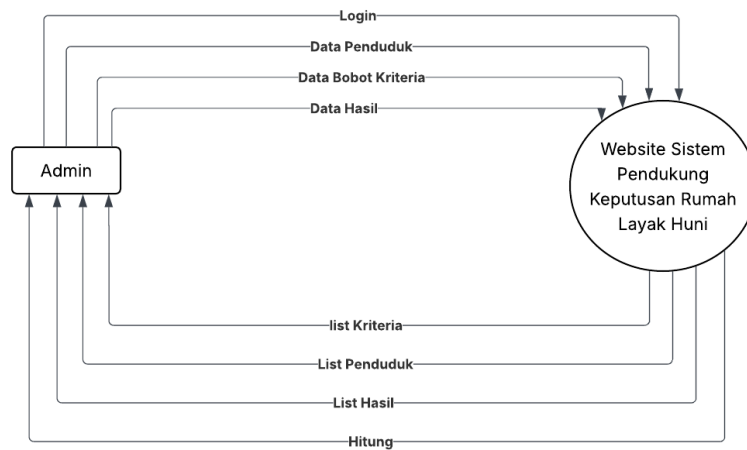 Login
Data Penduduk
Data Bobot Kriteria
Data Hasil
Admin
Website Sistem
Pendukung
Keputusan Rumah
Layak Huni
list Kriteria
List Penduduk
List Hasil
Hitung